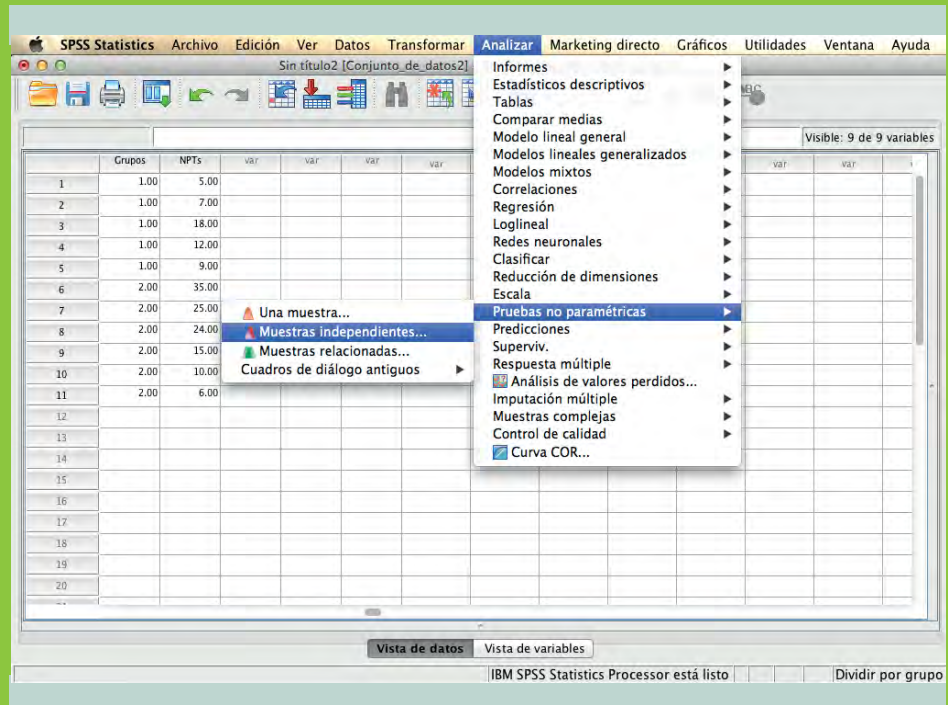 SPSS Statistics Archivo Edición Ver Datos Transformar Analizar Marketing directo Gráficos Utilidades Ventana Ayuda
Sin título2 [Conjunto_de_datos2]
Informes
Estadísticos descriptivos
Tablas
Comparar medias
Modelo lineal general
Modelos lineales generalizados
Modelos mixtos
Correlaciones
Regresión
Loglineal
Redes neuronales
Clasificar
Reducción de dimensiones
Escala
Pruebas no paramétricas
Predicciones
Superviv.
Respuesta múltiple
Análisis de valores perdidos...
Imputación múltiple
Muestras complejas
Control de calidad
Curva COR...
Una muestra...
Muestras independientes...
Muestras relacionadas...
Cuadros de diálogo antiguos
Visible: 9 de 9 variables
Grupos NPTs var var var var var var
1 1.00 5.00
2 1.00 7.00
3 1.00 18.00
4 1.00 12.00
5 1.00 9.00
6 2.00 35.00
7 2.00 25.00
8 2.00 24.00
9 2.00 15.00
10 2.00 10.00
11 2.00 6.00
12
13
14
15
16
17
18
19
20
Vista de datos Vista de variables
IBM SPSS Statistics Processor está listo Dividir por grupo